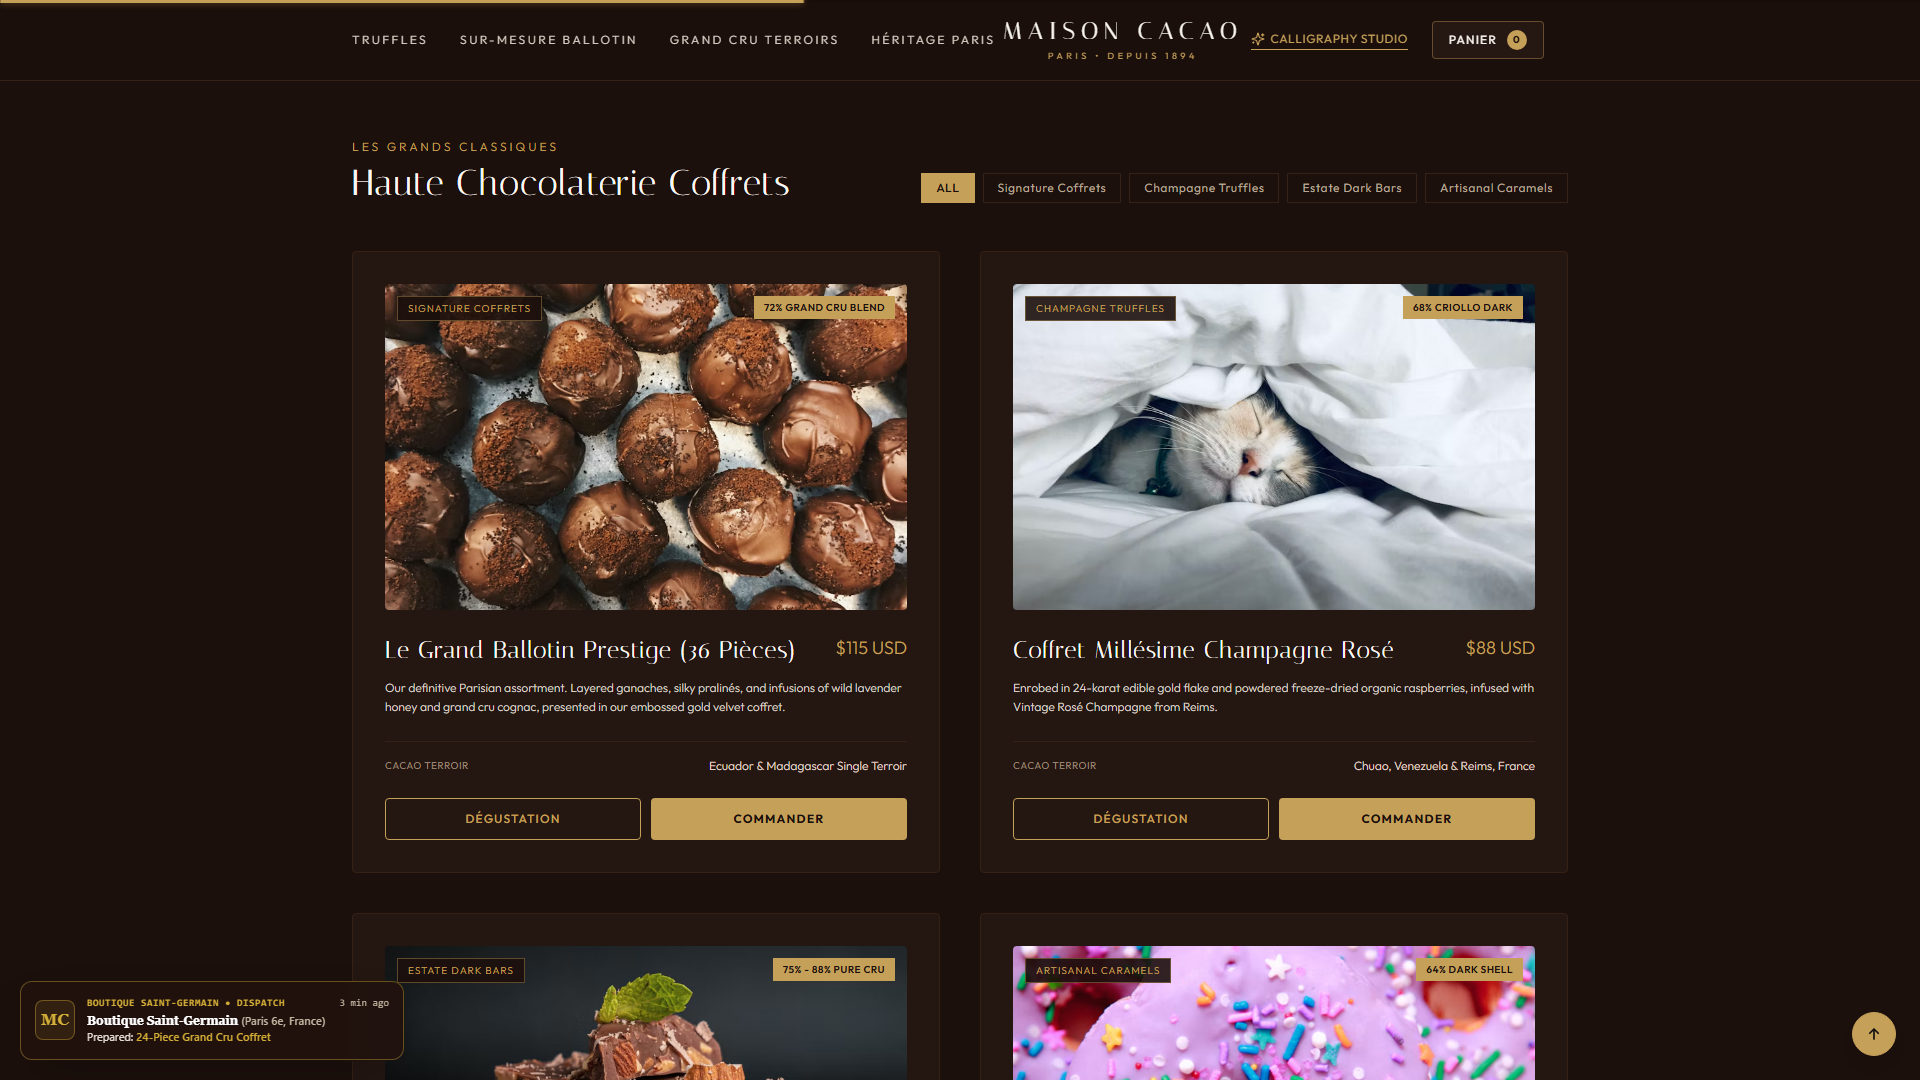 TRUFFLES
SUR-MESURE BALLOTIN
GRAND CRU TERROIRS
HÉRITAGE PARIS
MAISON CACAO
PARIS • DEPUIS 1894
CALLIGRAPHY STUDIO
PANIER 0
LES GRANDS CLASSIQUES
Haute Chocolaterie Coffrets
ALL
Signature Coffrets
Champagne Truffles
Estate Dark Bars
Artisanal Caramels
SIGNATURE COFFRETS
72% GRAND CRU BLEND
Le Grand Ballotin Prestige (36 Pièces)
$115 USD
Our definitive Parisian assortment. Layered ganaches, silky pralinés, and infusions of wild lavender
honey and grand cru cognac, presented in our embossed gold velvet coffret.
CACAO TERROIR
Ecuador & Madagascar Single Terroir
DÉGUSTATION
COMMANDER
CHAMPAGNE TRUFFLES
68% CRIOLLO DARK
Coffret Millésime Champagne Rosé
$88 USD
Enrobed in 24-karat edible gold flake and powdered freeze-dried organic raspberries, infused with
Vintage Rosé Champagne from Reims.
CACAO TERROIR
Chuao, Venezuela & Reims, France
DÉGUSTATION
COMMANDER
ESTATE DARK BARS
75% - 88% PURE CRU
ARTISANAL CARAMELS
64% DARK SHELL
MC
BOUTIQUE SAINT-GERMAIN • DISPATCH
3 min ago
Boutique Saint-Germain (Paris 6e, France)
Prepared: 24-Piece Grand Cru Coffret